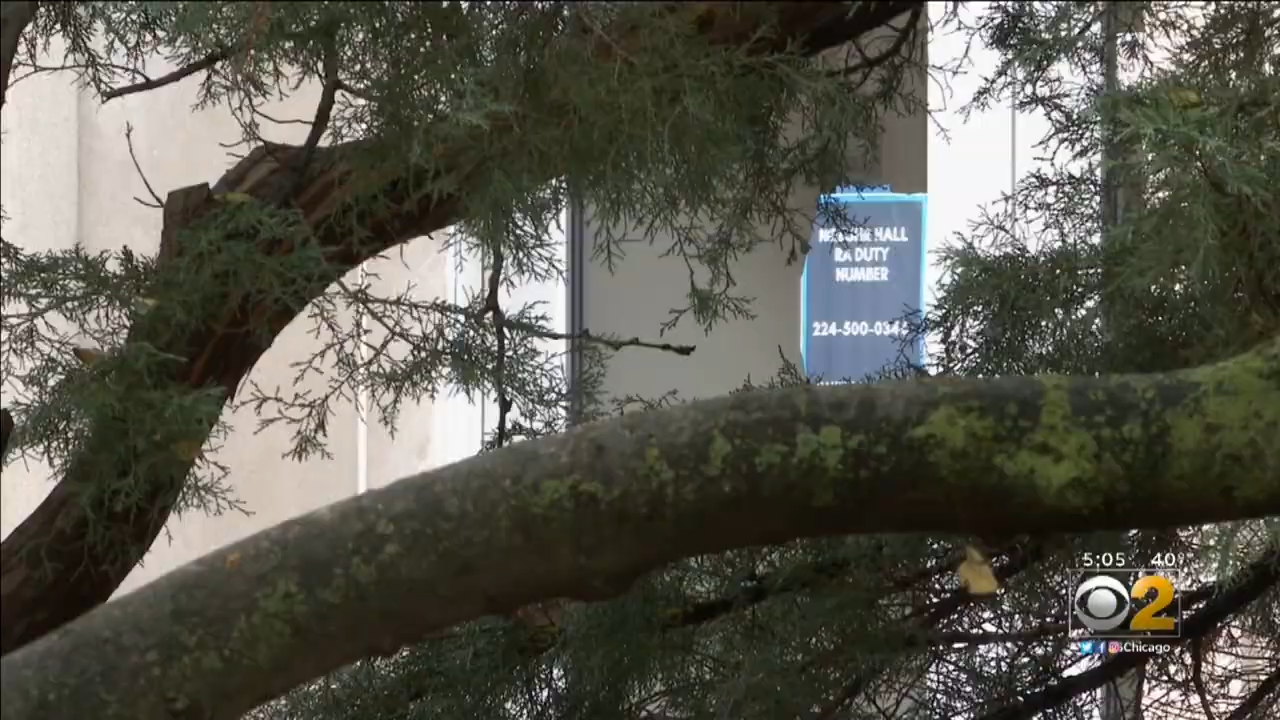 HALL
RA DUTY
NUMBER
224-500-034
5:05 40°
2
Chicago